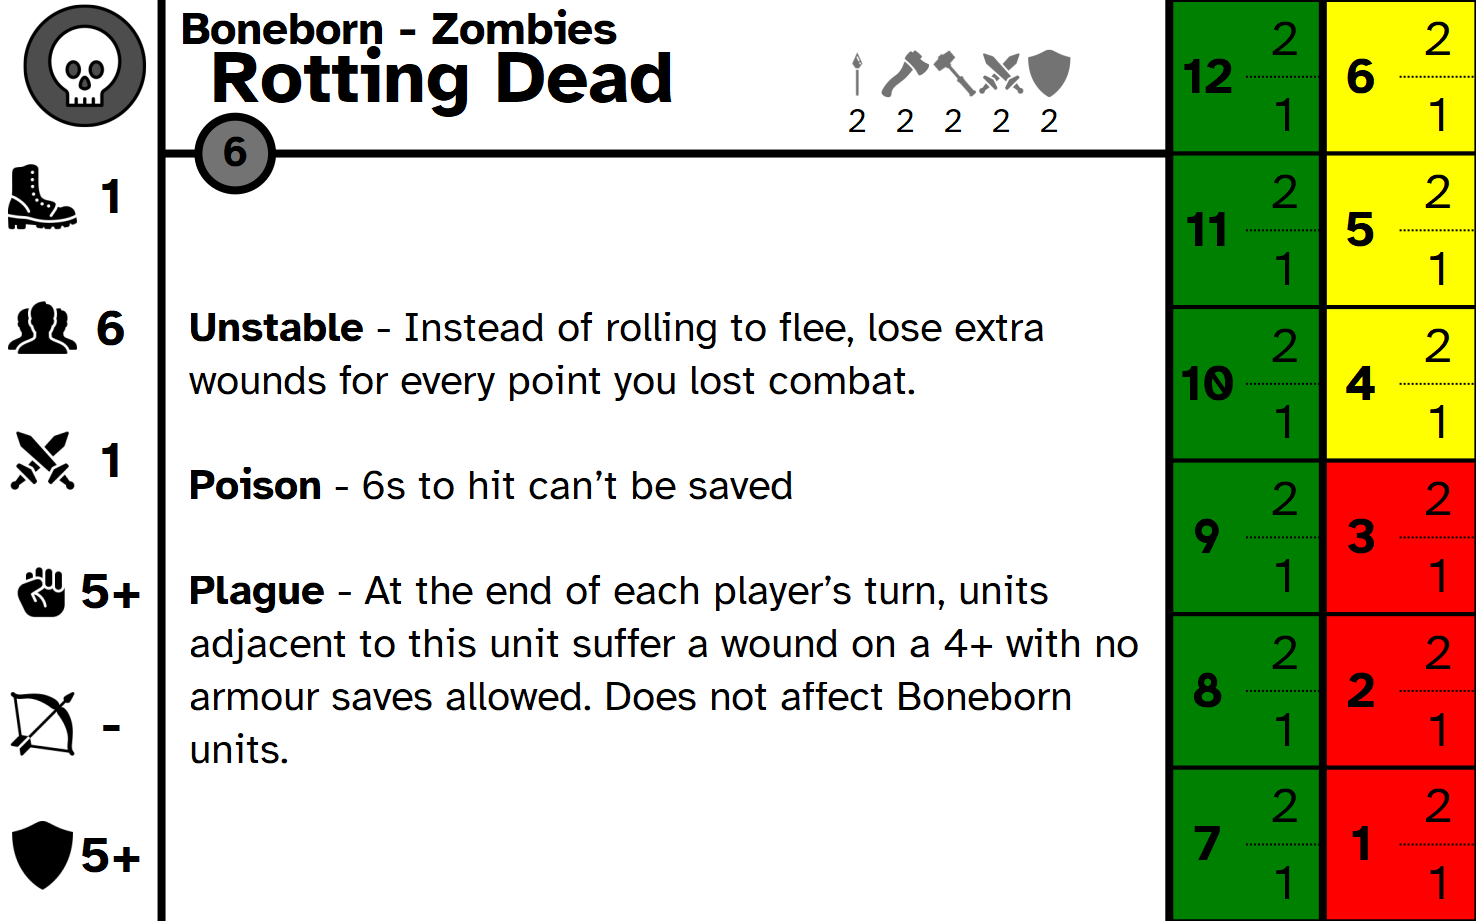 Boneborn - Zombies
Rotting Dead
2 2 2 2 2
6
1
6
1
5+
-
5+
Unstable - Instead of rolling to flee, lose extra
wounds for every point you lost combat.
Poison - 6s to hit can’t be saved
Plague - At the end of each player’s turn, units
adjacent to this unit suffer a wound on a 4+ with no
armour saves allowed. Does not affect Boneborn
units.
12 2 1
6 2 1
11 2 1
5 2 1
10 2 1
4 2 1
9 2 1
3 2 1
8 2 1
2 2 1
7 2 1
1 2 1